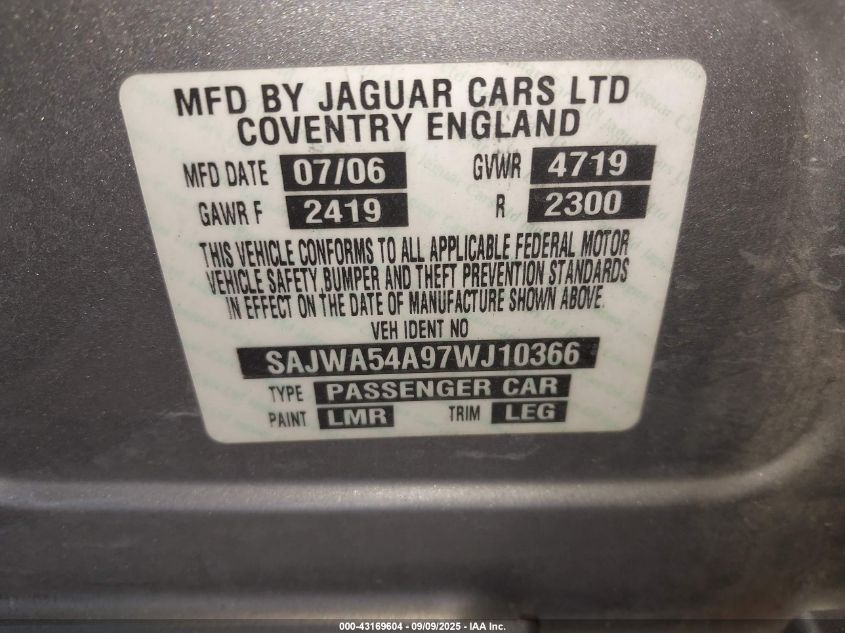 MFD BY JAGUAR CARS LTD
COVENTRY ENGLAND
MFD DATE 07/06 GVWR 4719
GAWR F 2419 R 2300
THIS VEHICLE CONFORMS TO ALL APPLICABLE FEDERAL MOTOR
VEHICLE SAFETY, BUMPER AND THEFT PREVENTION STANDARDS
IN EFFECT ON THE DATE OF MANUFACTURE SHOWN ABOVE.
VEH IDENT NO
SAJWA54A97WJ10366
TYPE PASSENGER CAR
PAINT LMR TRIM LEG
000-43169604 - 09/09/2025 - IAA Inc.